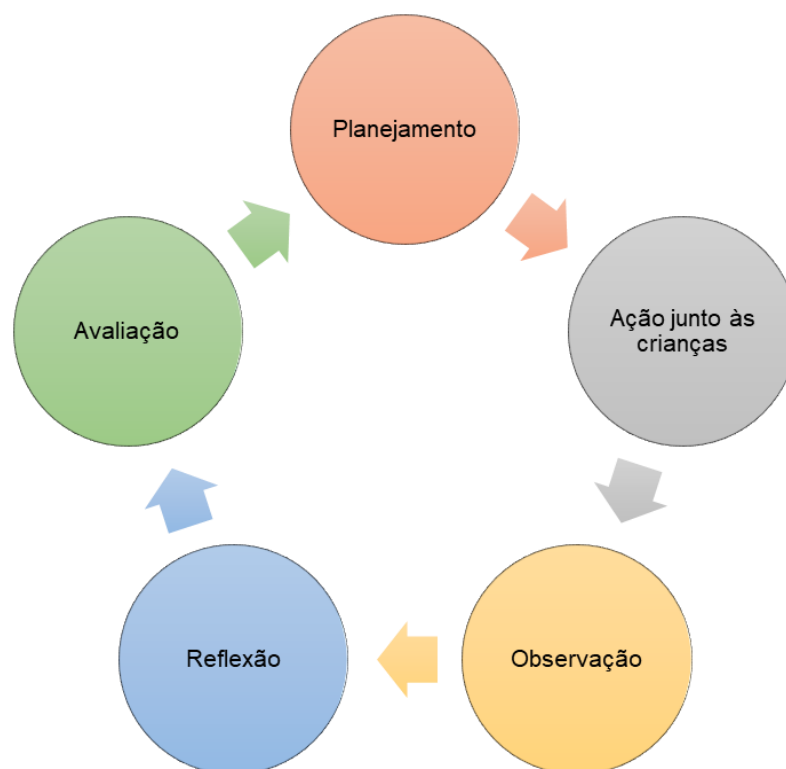 Planejamento
Ação junto às
crianças
Observação
Reflexão
Avaliação